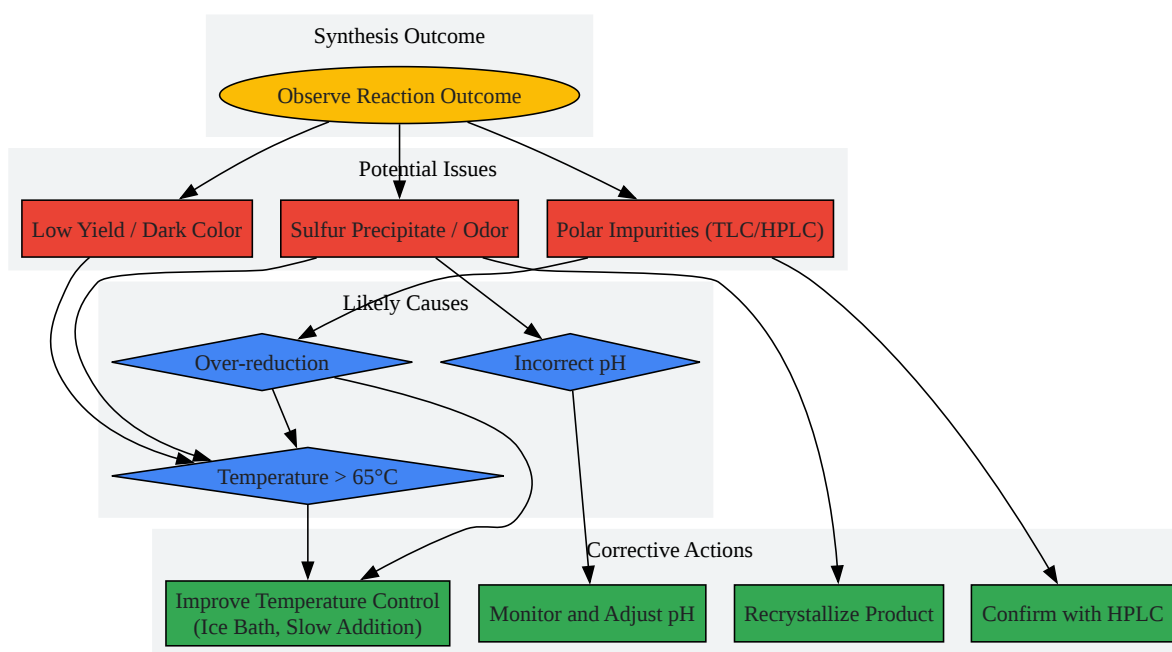 Synthesis Outcome
Observe Reaction Outcome
Potential Issues
Low Yield / Dark Color
Sulfur Precipitate / Odor
Polar Impurities (TLC/HPLC)
Likely Causes
Over-reduction
Incorrect pH
Temperature > 65°C
Corrective Actions
Improve Temperature Control
(Ice Bath, Slow Addition)
Monitor and Adjust pH
Recrystallize Product
Confirm with HPLC